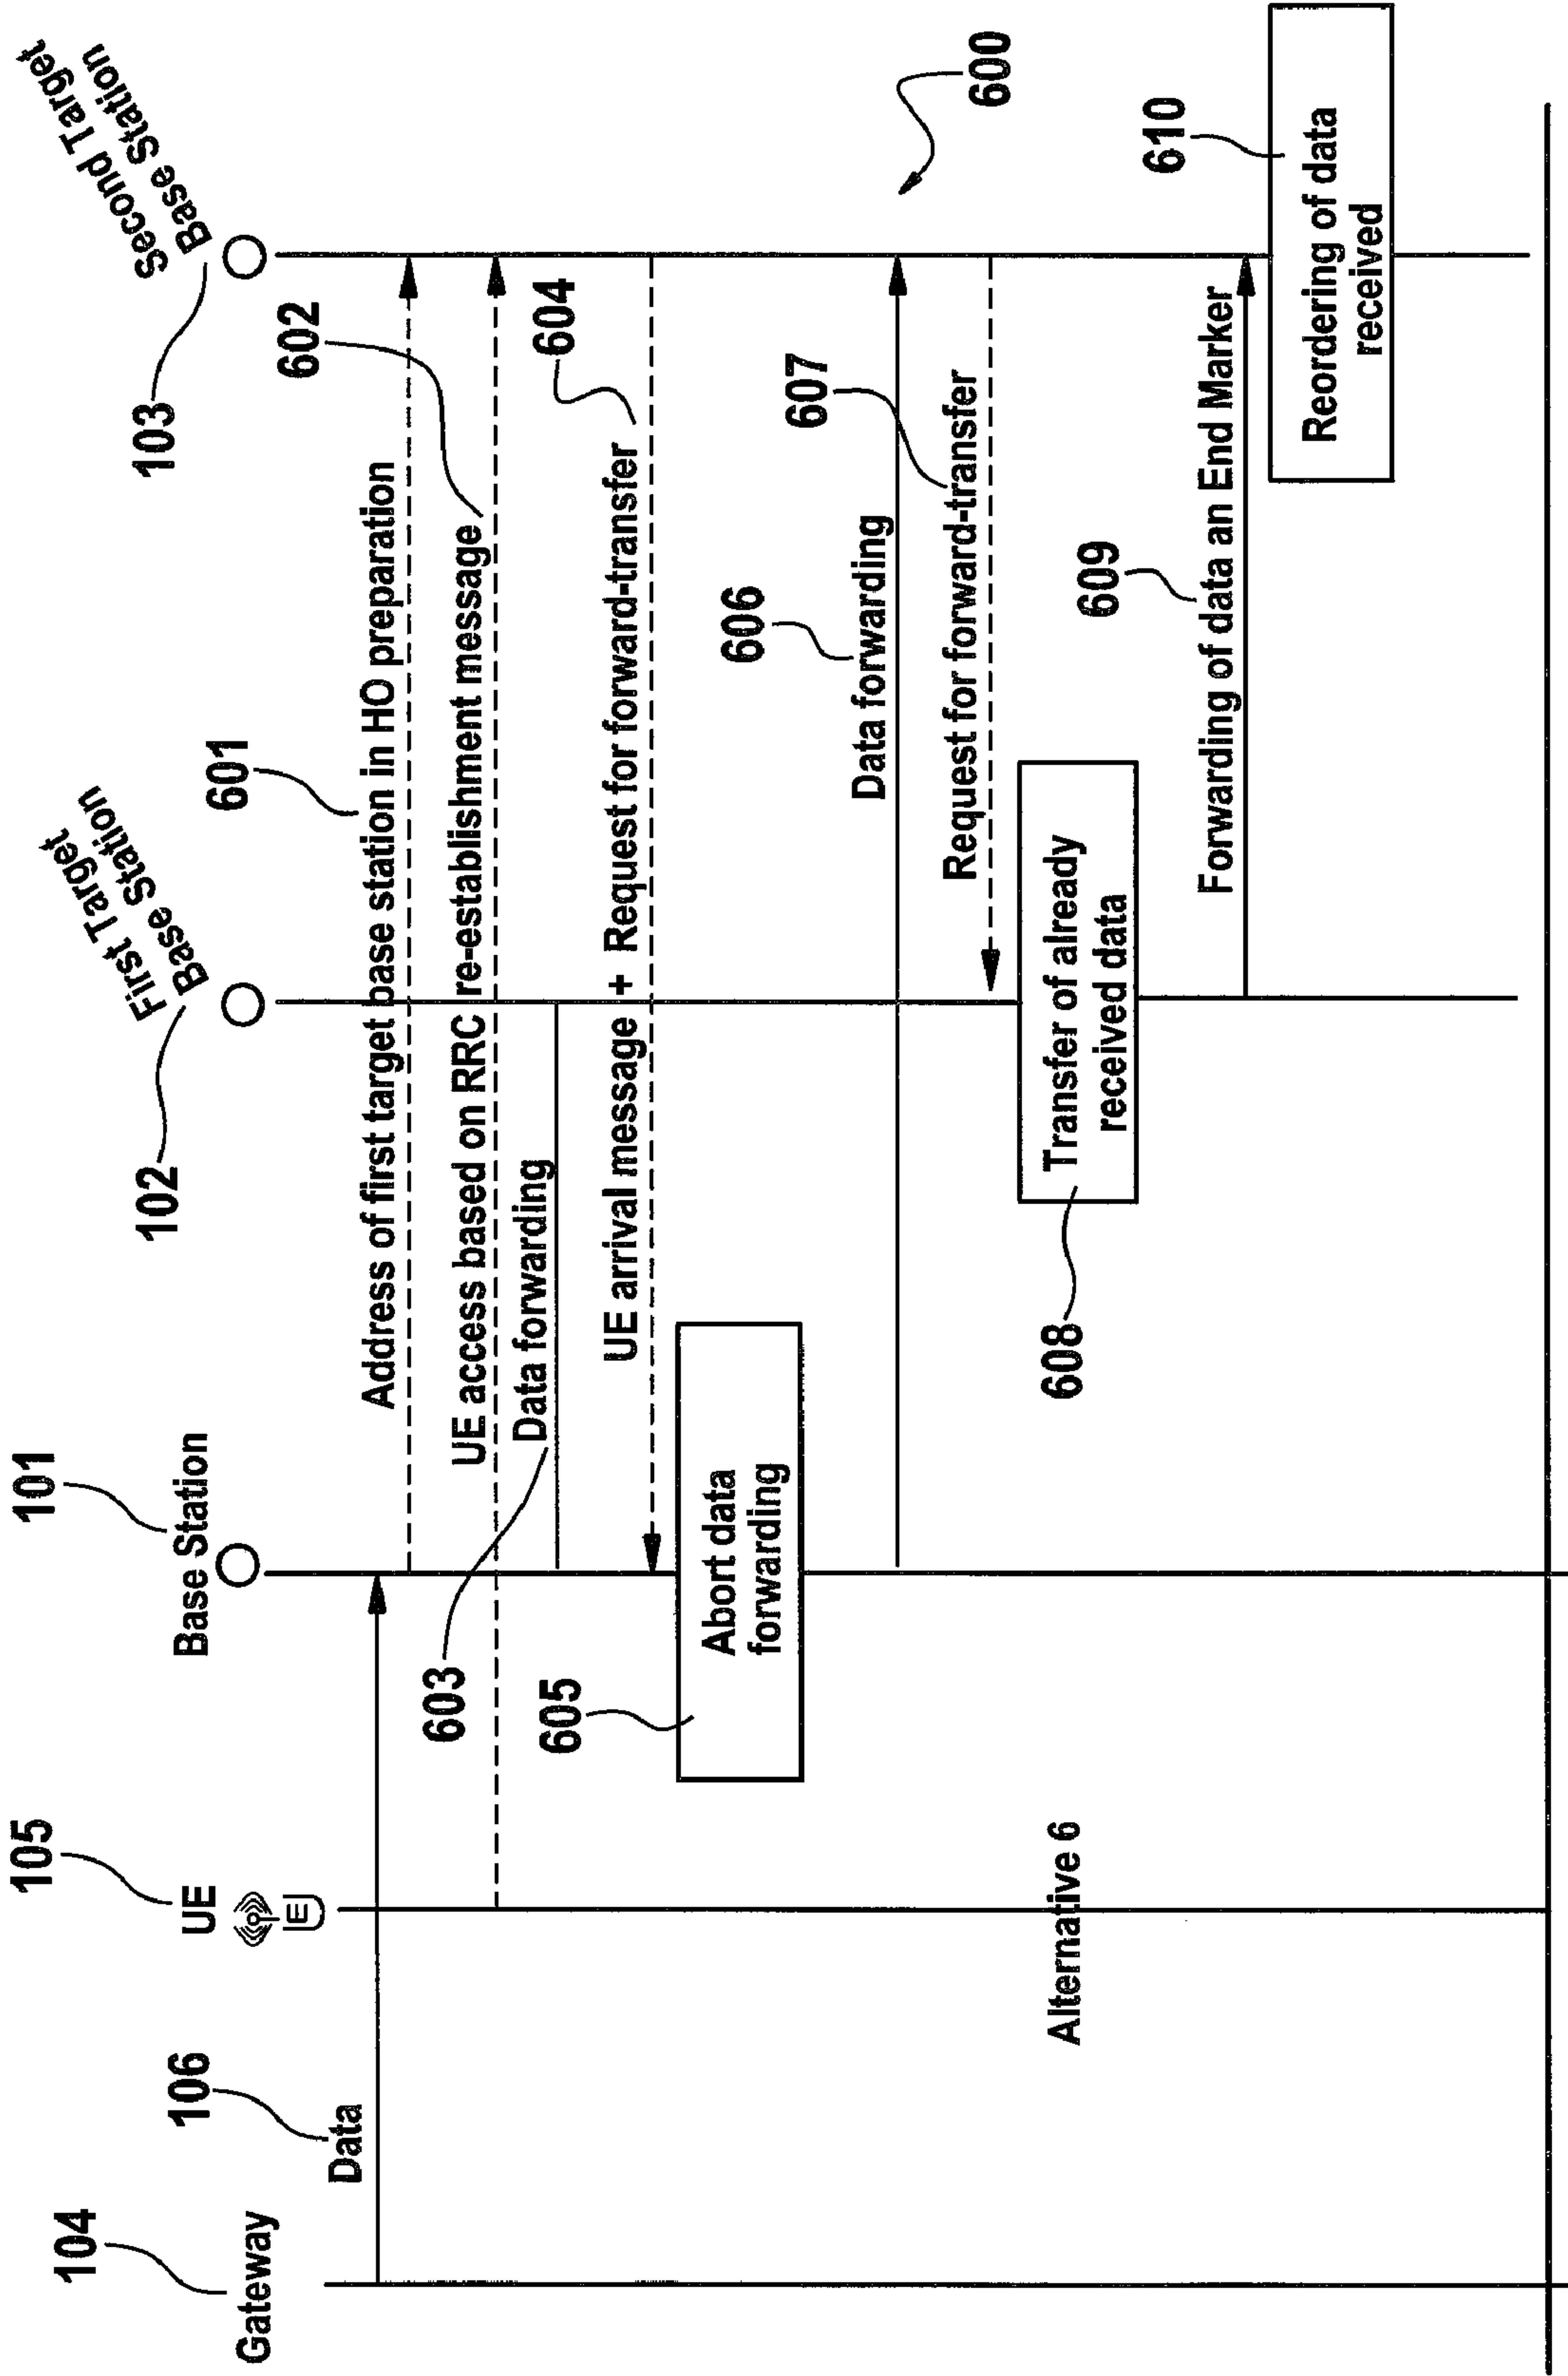 104
Gateway
106
Data
105
UE
E
101
Base Station
102
First Target
Base Station
103
Second Target
Base Station
601
Address of first target base station in HO preparation
602
UE access based on RRC re-establishment message
603
Data forwarding
604
UE arrival message + Request for forward-transfer
605
Abort data
forwarding
606
Data forwarding
600
607
Request for forward-transfer
608
Transfer of already
received data
Alternative 6
609
Forwarding of data an End Marker
610
Reordering of data
received